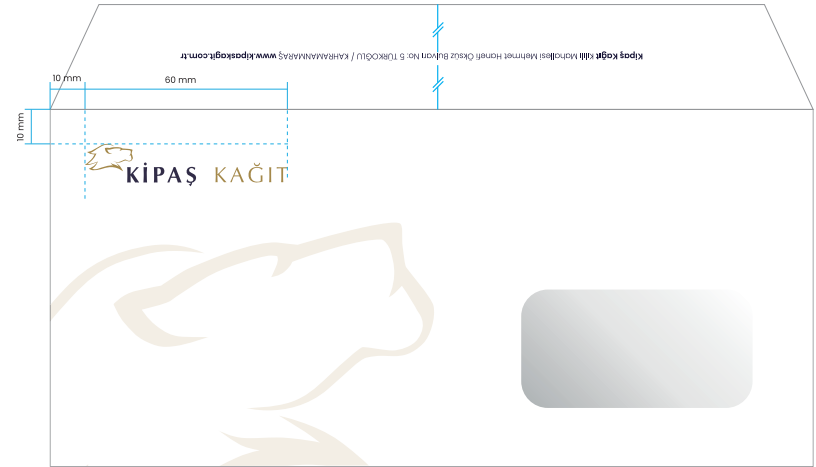 Kipaş Kağıt Kılılı Mahallesi Mehmet Hanefi Öksüz Bulvarı No: 5 TÜRKOĞLU / KAHRAMANMARAŞ www.kipaskagit.com.tr
10 mm
60 mm
10 mm
KİPAŞ KAĞIT